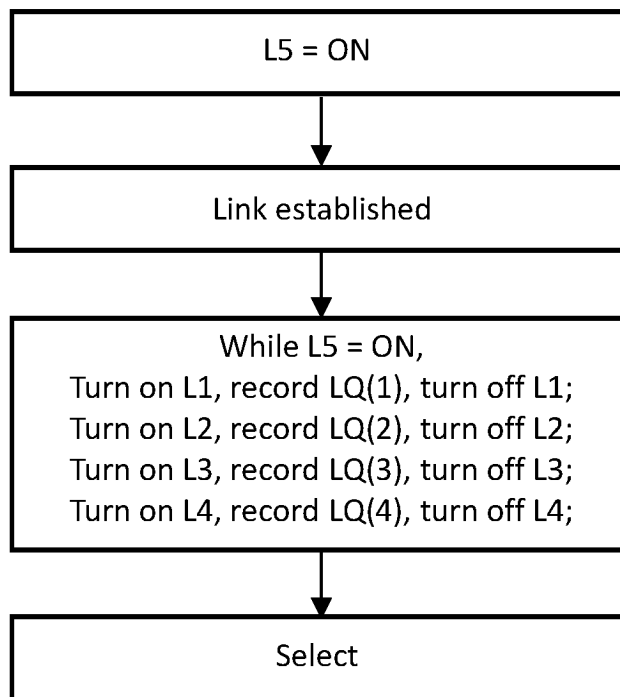 L5 = ON
Link established
While L5 = ON,
Turn on L1, record LQ(1), turn off L1;
Turn on L2, record LQ(2), turn off L2;
Turn on L3, record LQ(3), turn off L3;
Turn on L4, record LQ(4), turn off L4;
Select